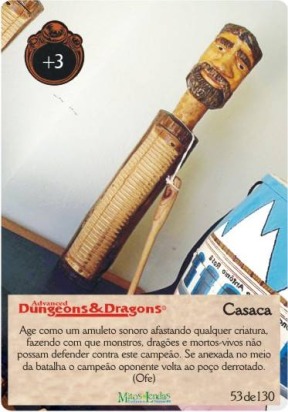 +3
Advanced
Dungeons & Dragons®
Casaca
Age como um amuleto sonoro afastando qualquer criatura,
fazendo com que monstros, dragões e mortos-vivos não
possam defender contra este campeão. Se anexada no meio
da batalha o campeão oponente volta ao poço derrotado.
(Ofe)
Mitos & Lendas
53 de 130